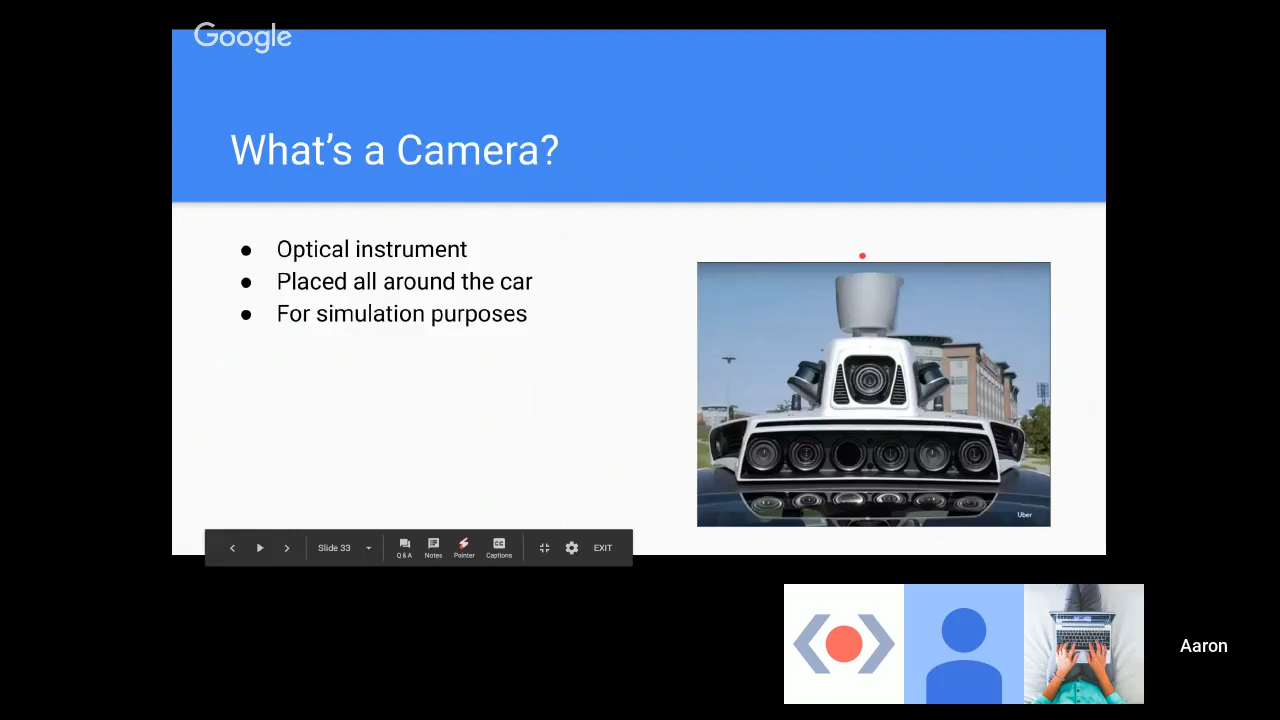 Google
What's a Camera?
● Optical instrument
● Placed all around the car
● For simulation purposes
Uber
Slide 33
Q & A
Notes
Pointer
CC
Captions
EXIT
Aaron